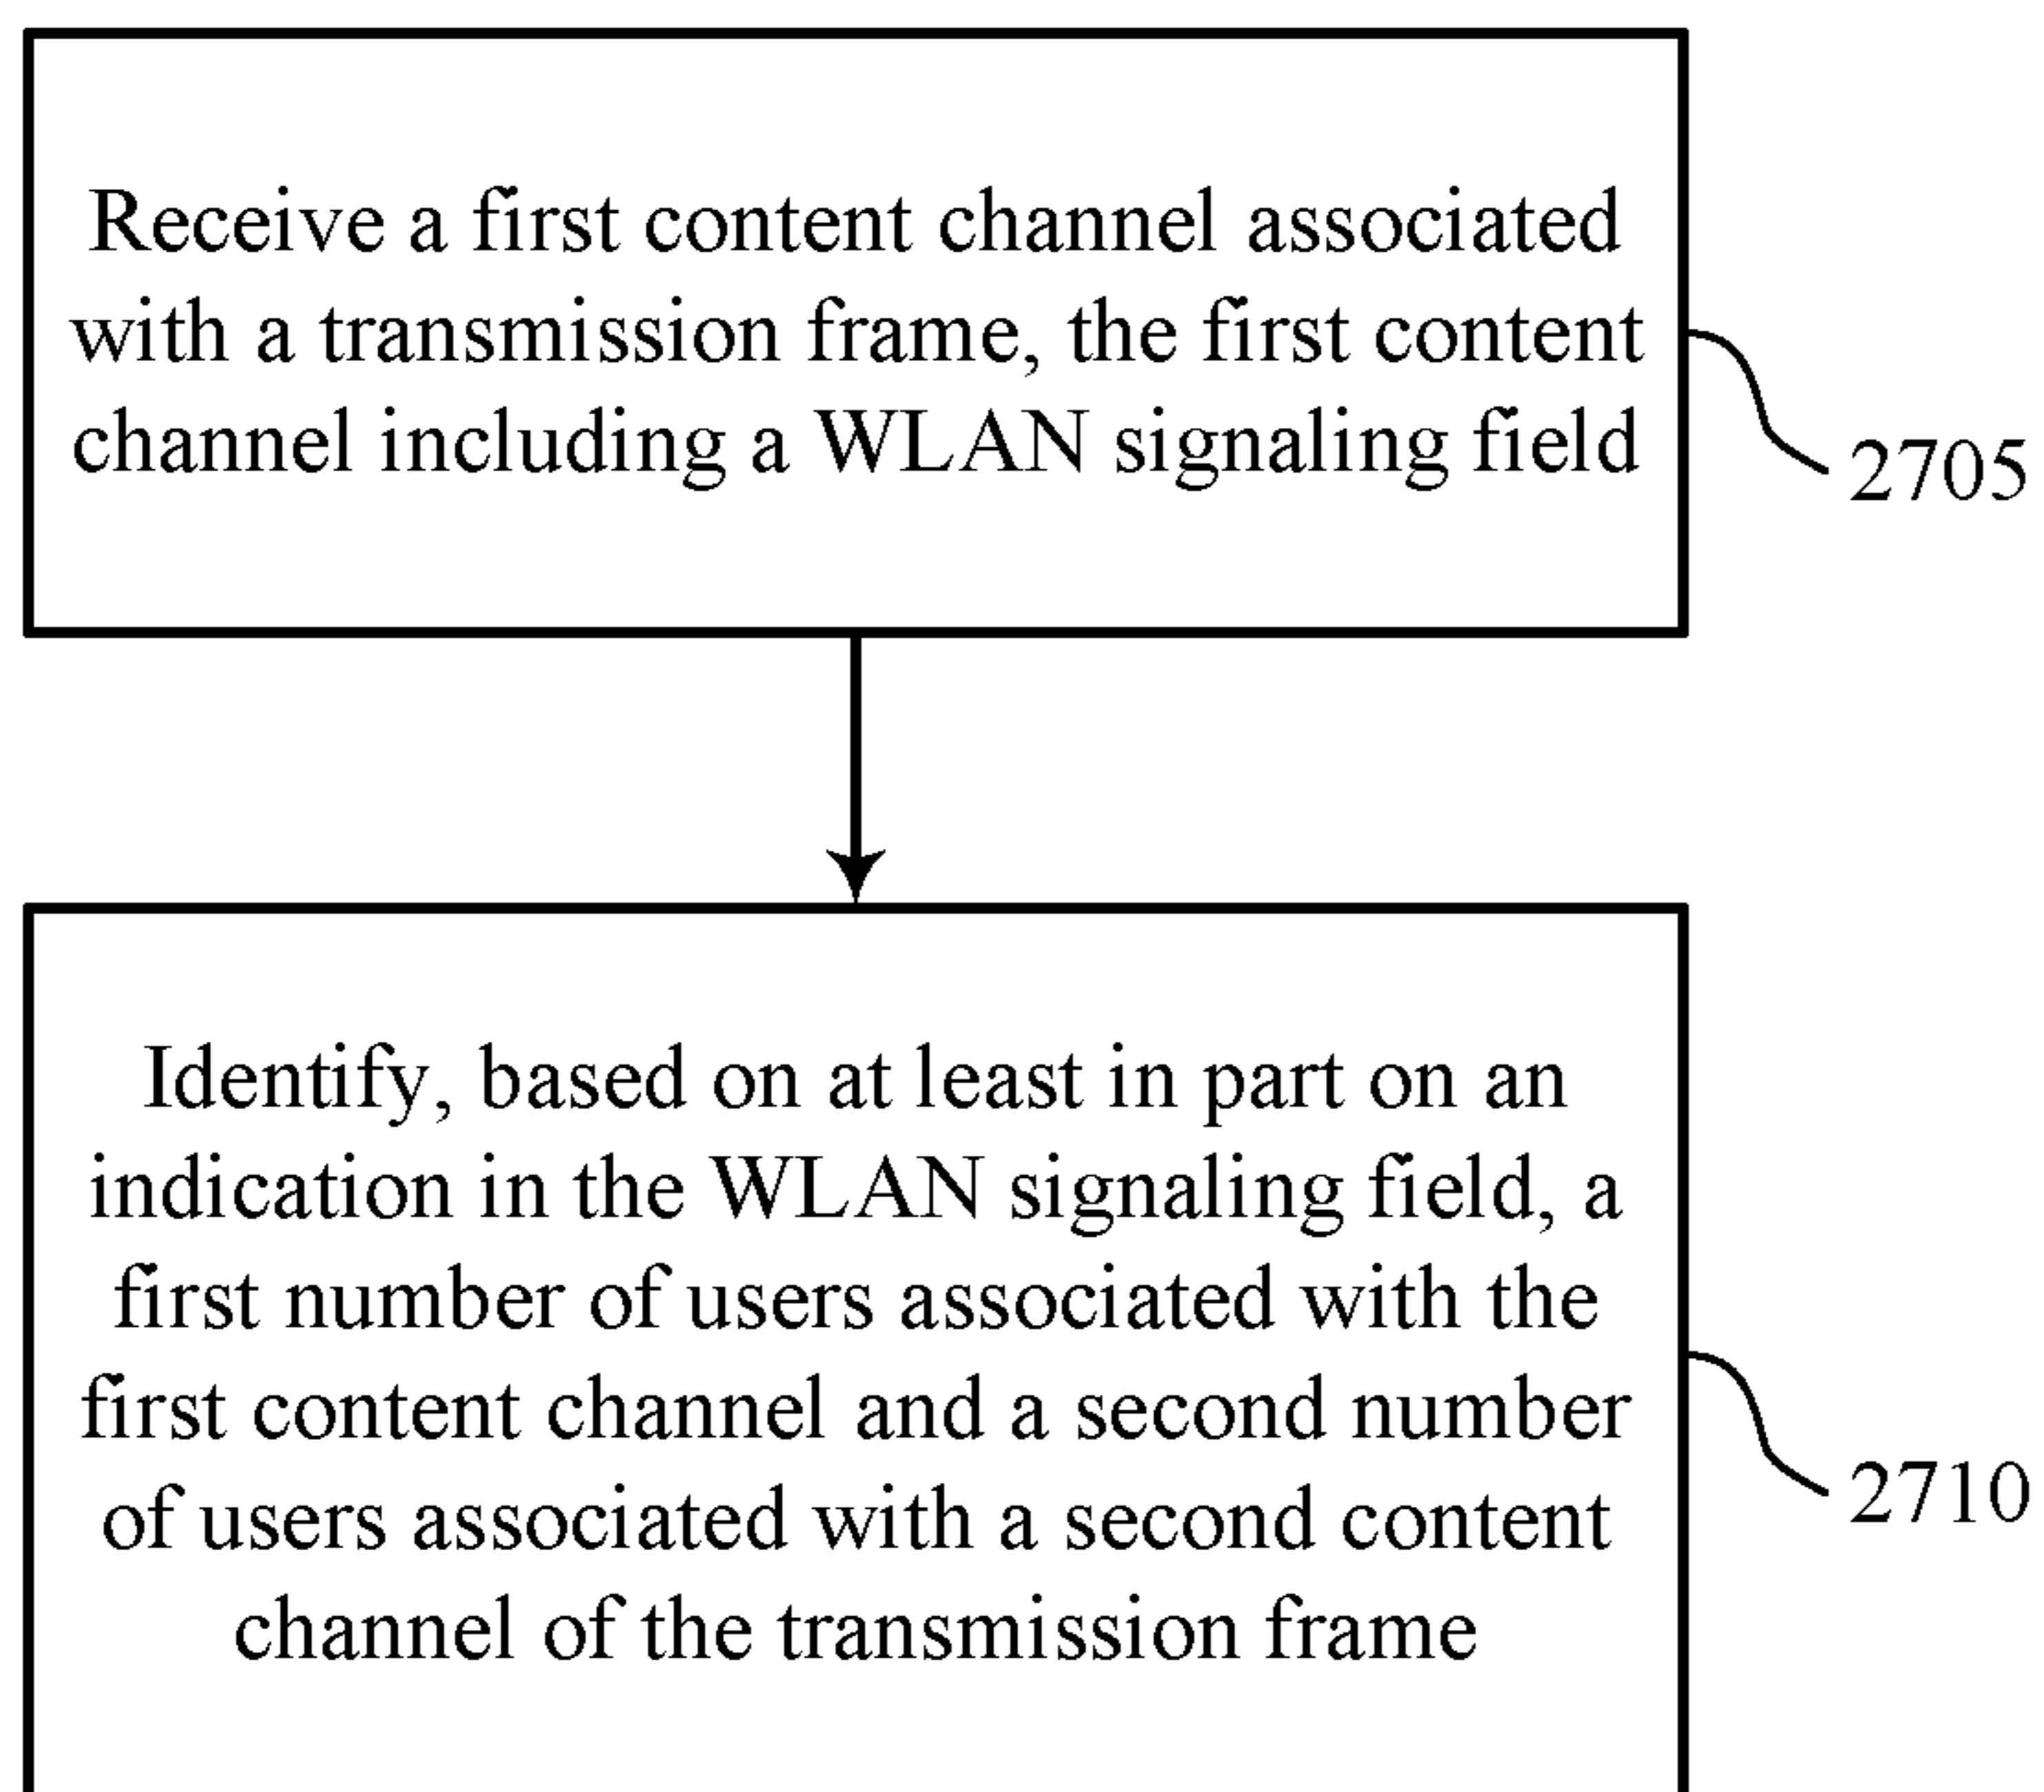 Receive a first content channel associated
with a transmission frame, the first content
channel including a WLAN signaling field
2705
Identify, based on at least in part on an
indication in the WLAN signaling field, a
first number of users associated with the
first content channel and a second number
of users associated with a second content
channel of the transmission frame
2710